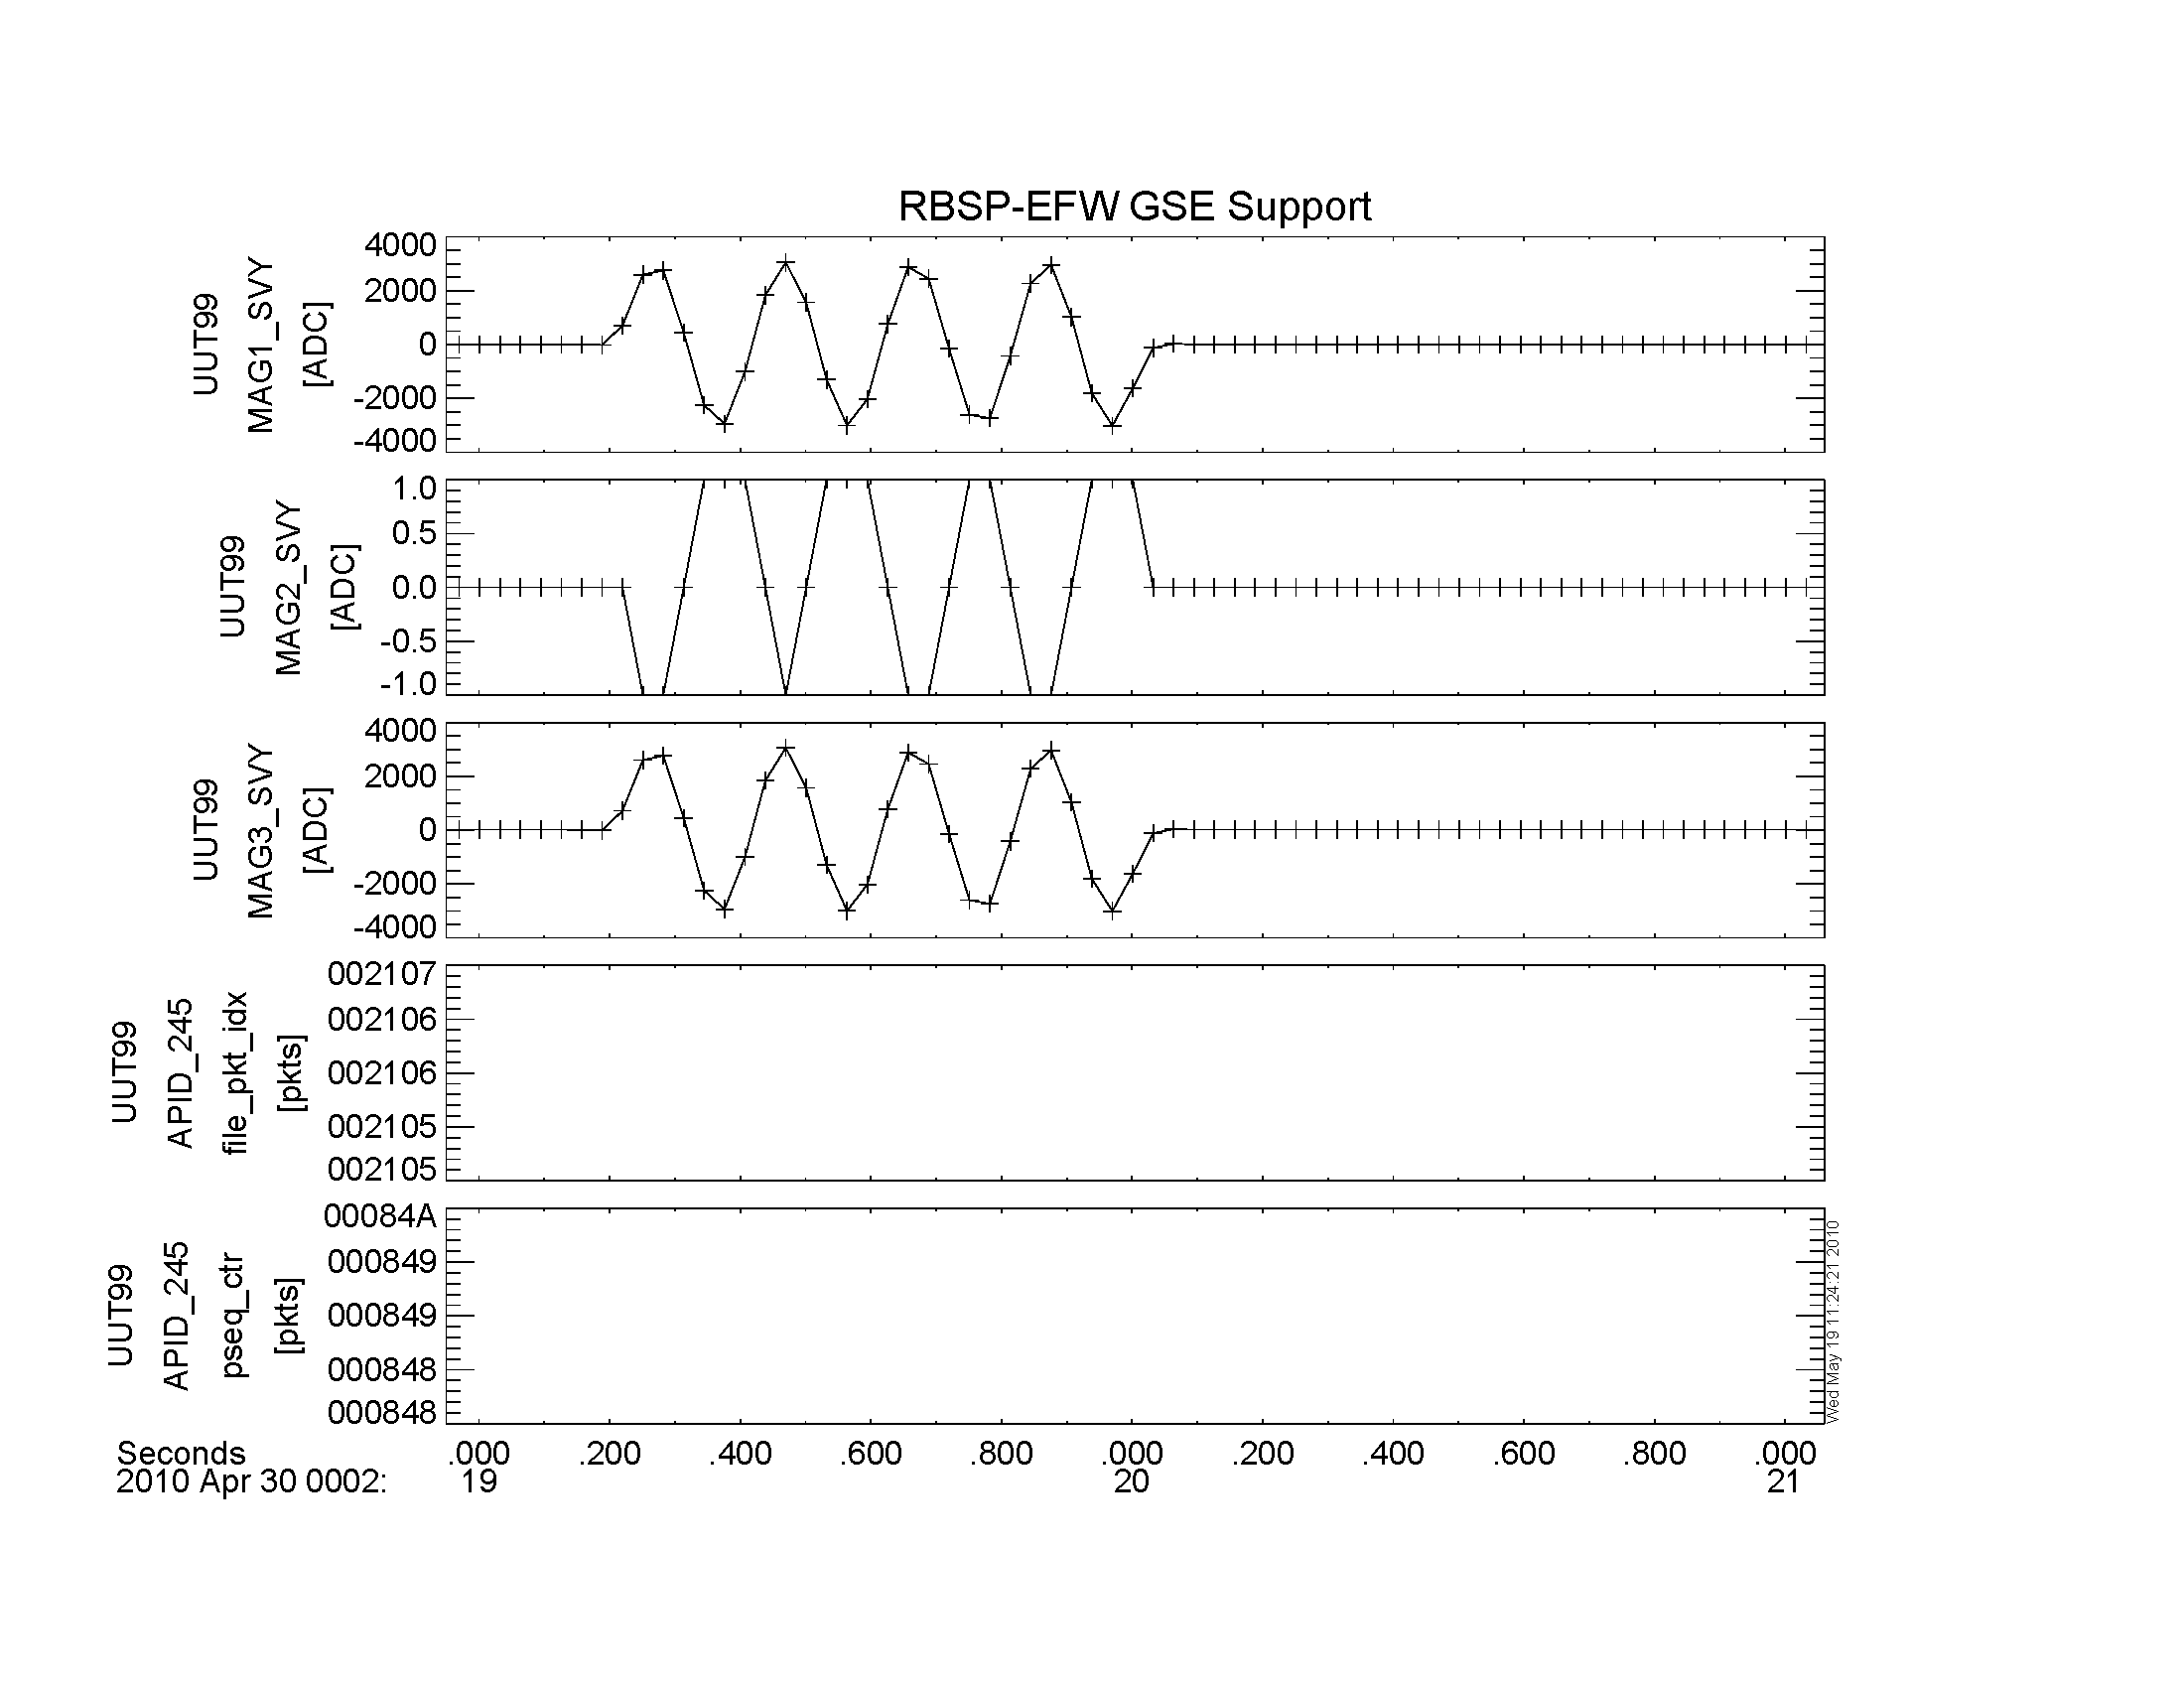 RBSP-EFW GSE Support
UUT99
MAG1_SVY
[ADC]
4000
2000
0
-2000
-4000
UUT99
MAG2_SVY
[ADC]
1.0
0.5
0.0
-0.5
-1.0
UUT99
MAG3_SVY
[ADC]
4000
2000
0
-2000
-4000
UUT99
APID_245
file_pkt_idx
[pkts]
002107
002106
002106
002105
002105
UUT99
APID_245
pseq_ctr
[pkts]
00084A
000849
000849
000848
000848
Wed May 19 11:24:21 2010
Seconds .000 .200 .400 .600 .800 .000 .200 .400 .600 .800 .000
2010 Apr 30 0002: 19 20 21